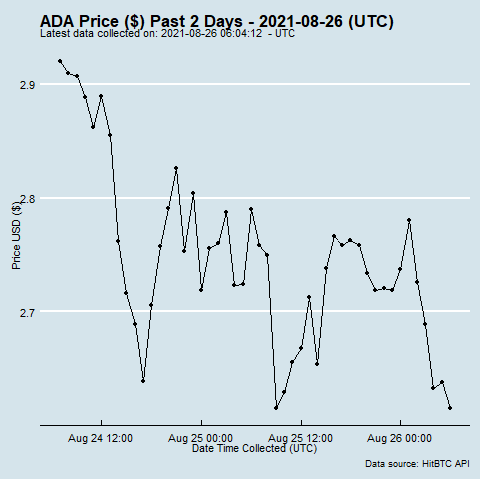 ADA Price ($) Past 2 Days - 2021-08-26 (UTC)
Latest data collected on: 2021-08-26 06:04:12 - UTC
2.9
2.8
2.7
Price USD ($)
Aug 24 12:00 Aug 25 00:00 Aug 25 12:00 Aug 26 00:00
Date Time Collected (UTC)
Data source: HitBTC API